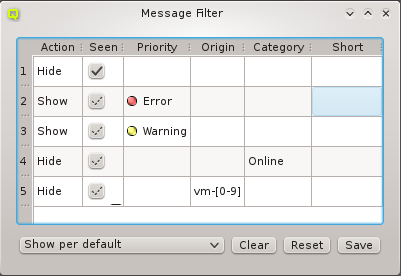 Message Filter
Action Seen Priority Origin Category Short
1 Hide
2 Show Error
3 Show Warning
4 Hide Online
5 Hide vm-[0-9]
Show per default Clear Reset Save